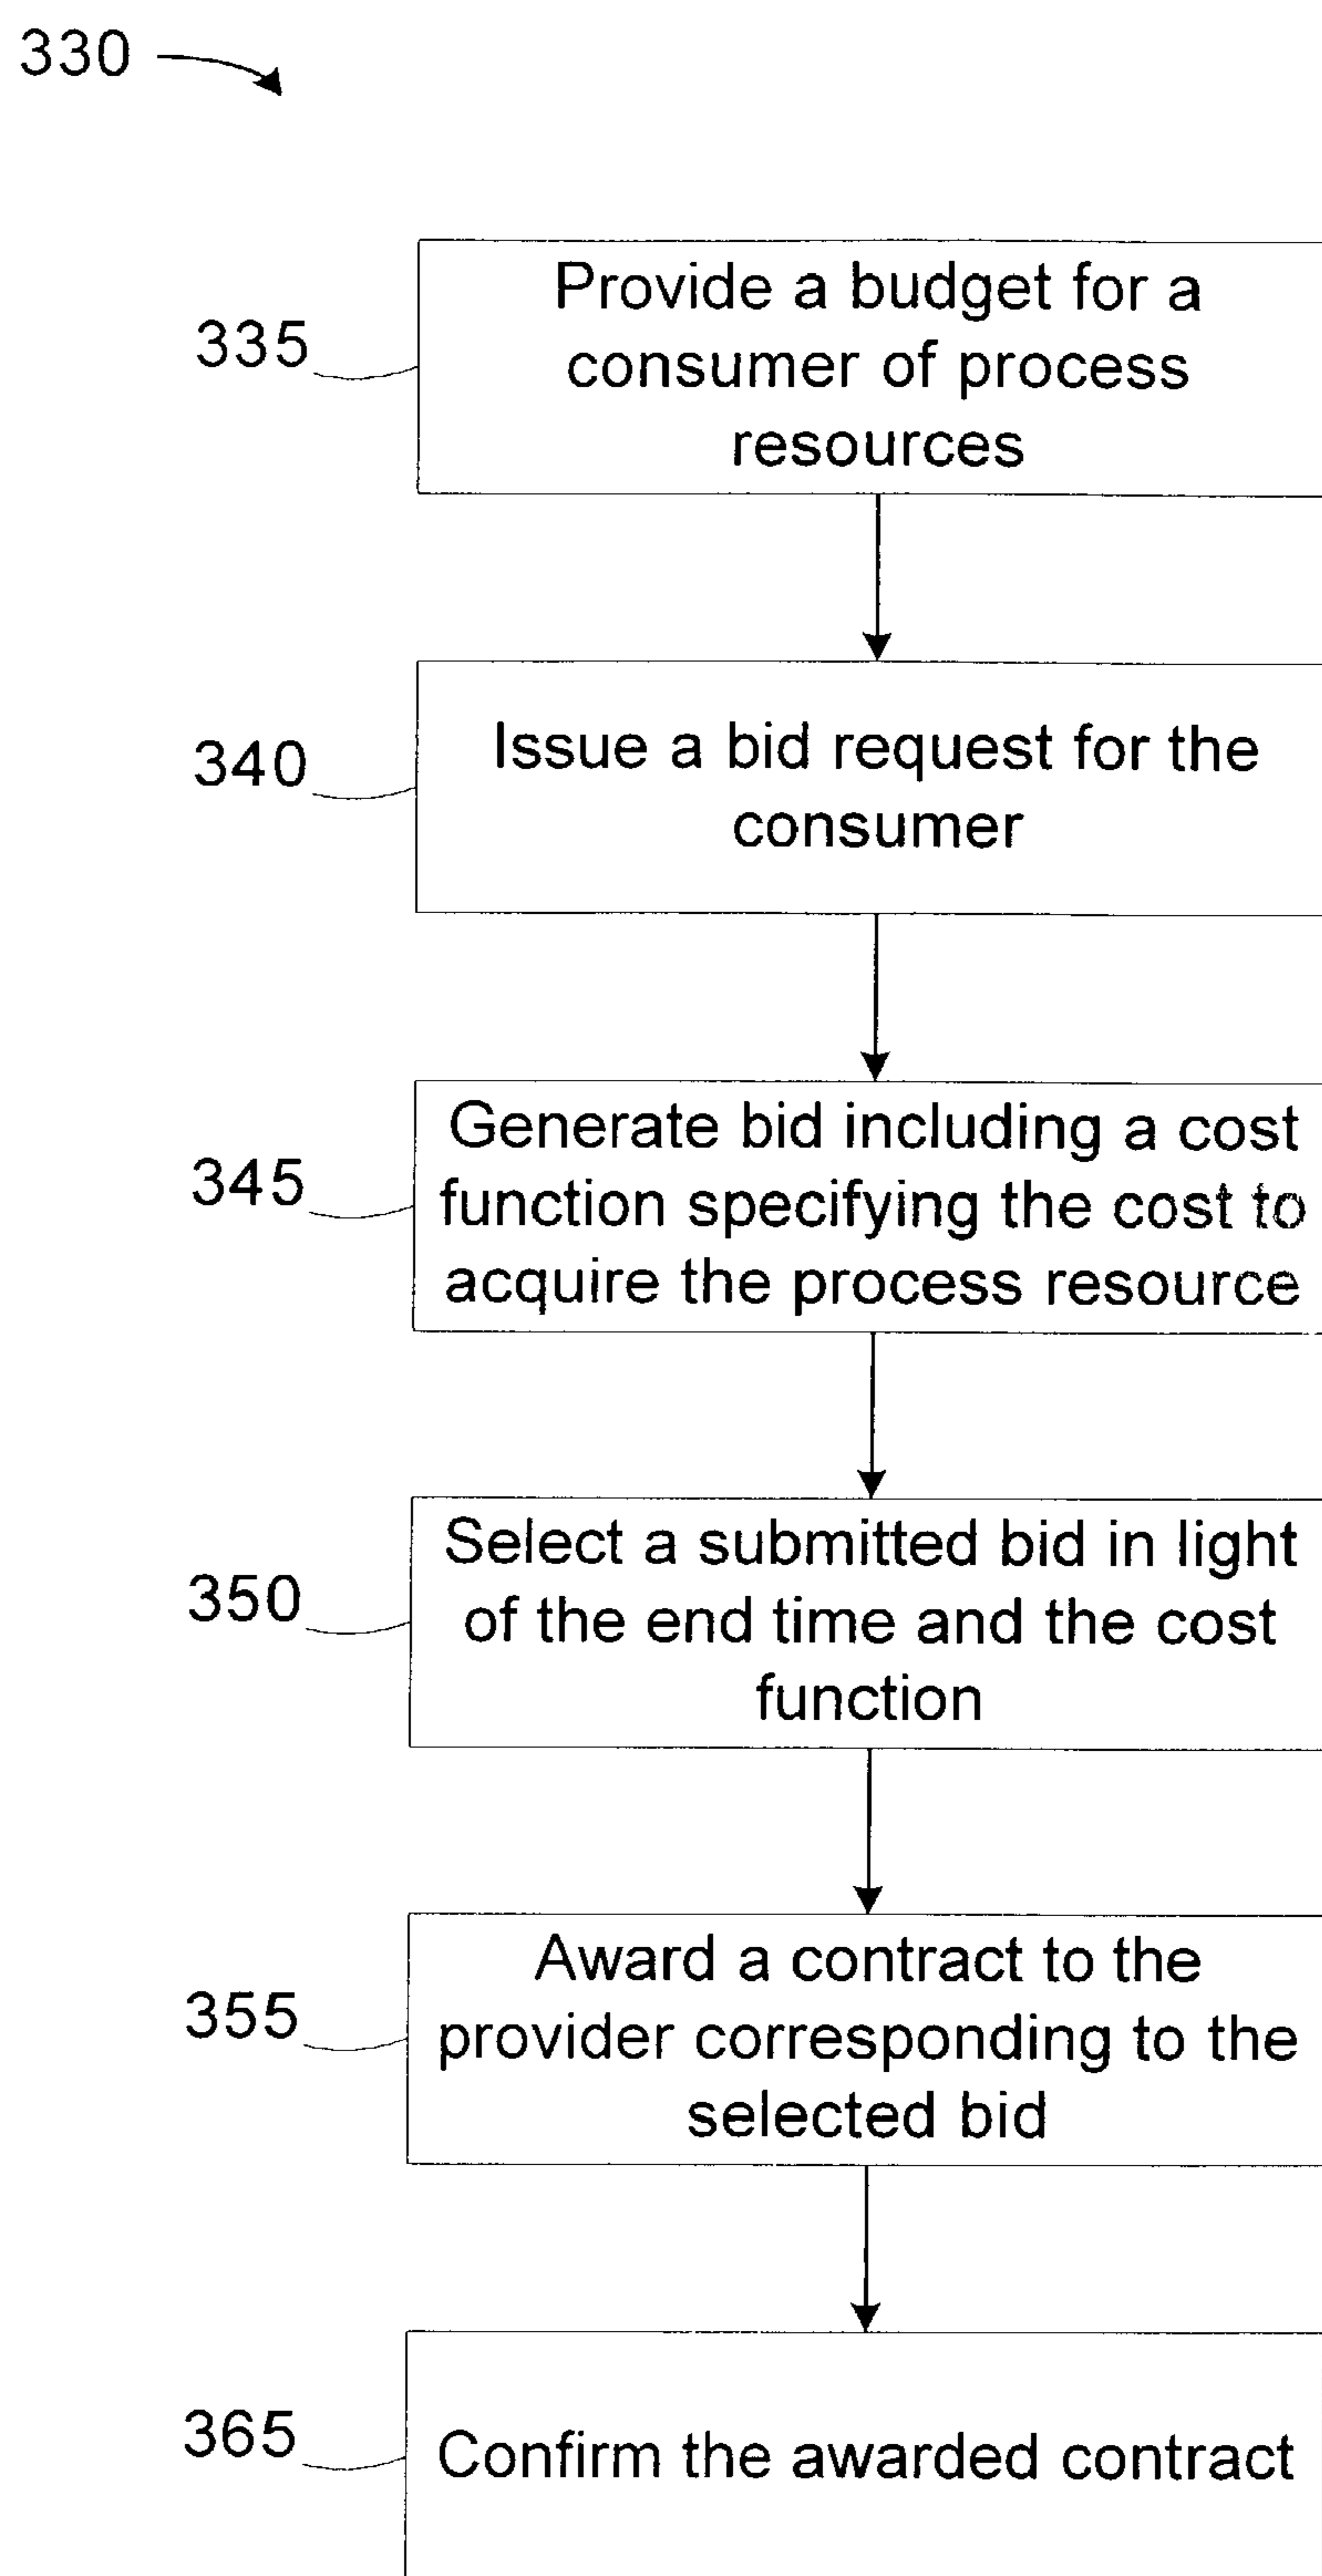 330
335
Provide a budget for a
consumer of process
resources
340
Issue a bid request for the
consumer
345
Generate bid including a cost
function specifying the cost to
acquire the process resource
350
Select a submitted bid in light
of the end time and the cost
function
355
Award a contract to the
provider corresponding to the
selected bid
365
Confirm the awarded contract